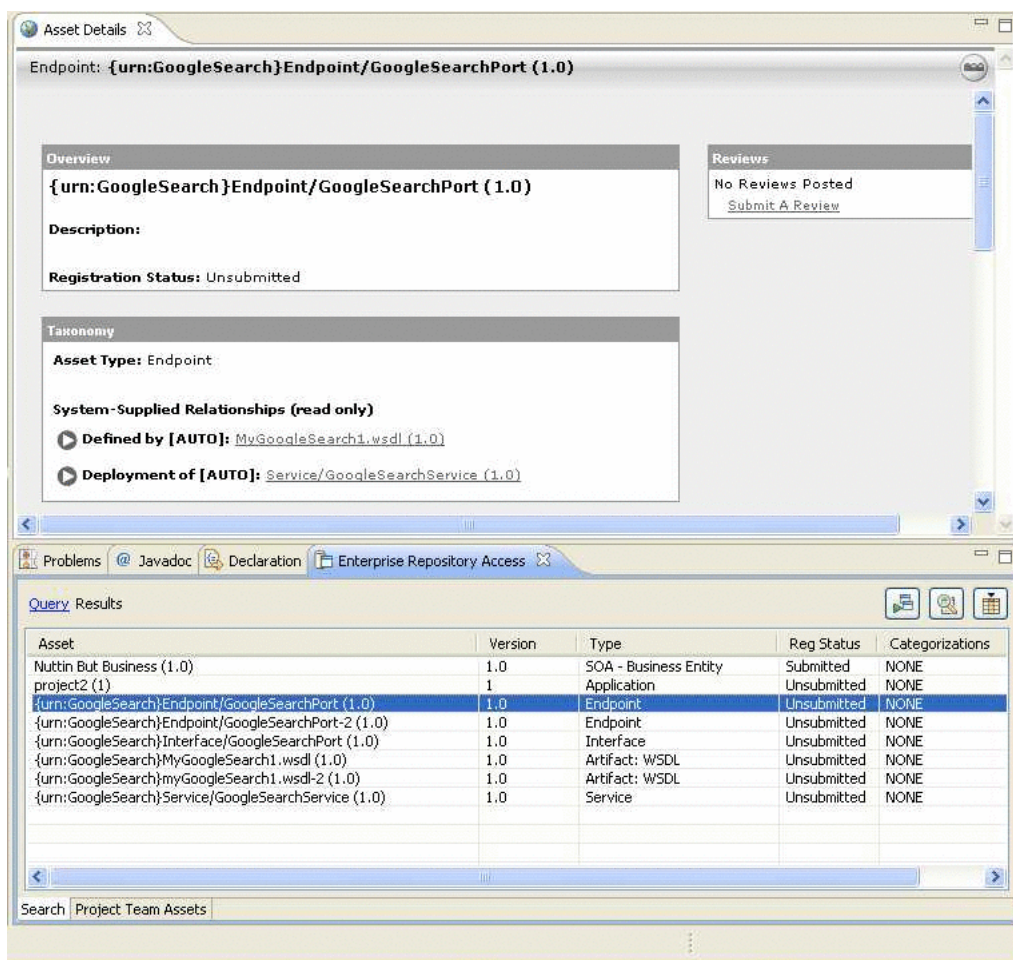 Asset Details
Endpoint: {urn:GoogleSearch}Endpoint/GoogleSearchPort (1.0)
Overview
{urn:GoogleSearch}Endpoint/GoogleSearchPort (1.0)
Description:
Registration Status: Unsubmitted
Reviews
No Reviews Posted
Submit A Review
Taxonomy
Asset Type: Endpoint
System-Supplied Relationships (read only)
Defined by [AUTO]: MyGoogleSearch1.wsdl (1.0)
Deployment of [AUTO]: Service/GoogleSearchService (1.0)
Problems @ Javadoc Declaration Enterprise Repository Access
Query Results
Asset Version Type Reg Status Categorizations
Nuttin But Business (1.0) 1.0 SOA - Business Entity Submitted NONE
project2 (1) 1 Application Unsubmitted NONE
{urn:GoogleSearch}Endpoint/GoogleSearchPort (1.0) 1.0 Endpoint Unsubmitted NONE
{urn:GoogleSearch}Endpoint/GoogleSearchPort-2 (1.0) 1.0 Endpoint Unsubmitted NONE
{urn:GoogleSearch}Interface/GoogleSearchPort (1.0) 1.0 Interface Unsubmitted NONE
{urn:GoogleSearch}MyGoogleSearch1.wsdl (1.0) 1.0 Artifact: WSDL Unsubmitted NONE
{urn:GoogleSearch}myGoogleSearch1.wsdl-2 (1.0) 1.0 Artifact: WSDL Unsubmitted NONE
{urn:GoogleSearch}Service/GoogleSearchService (1.0) 1.0 Service Unsubmitted NONE
Search Project Team Assets